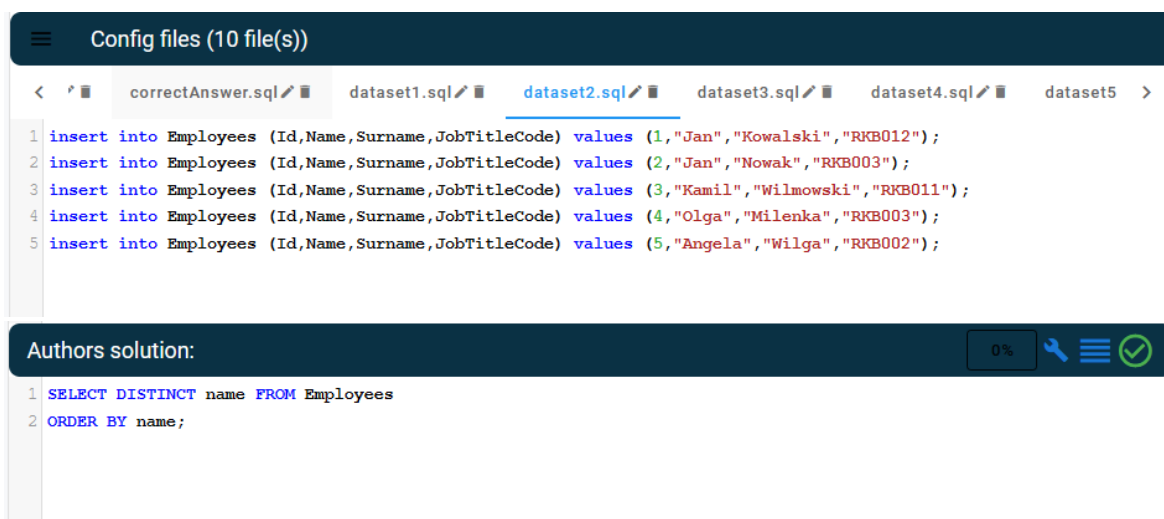 Config files (10 file(s))
correctAnswer.sql dataset1.sql dataset2.sql dataset3.sql dataset4.sql dataset5
1 insert into Employees (Id,Name,Surname,JobTitleCode) values (1,"Jan","Kowalski","RKB012");
2 insert into Employees (Id,Name,Surname,JobTitleCode) values (2,"Jan","Nowak","RKB003");
3 insert into Employees (Id,Name,Surname,JobTitleCode) values (3,"Kamil","Wilmowski","RKB011");
4 insert into Employees (Id,Name,Surname,JobTitleCode) values (4,"Olga","Milenka","RKB003");
5 insert into Employees (Id,Name,Surname,JobTitleCode) values (5,"Angela","Wilga","RKB002");
Authors solution: 0%
1 SELECT DISTINCT name FROM Employees
2 ORDER BY name;